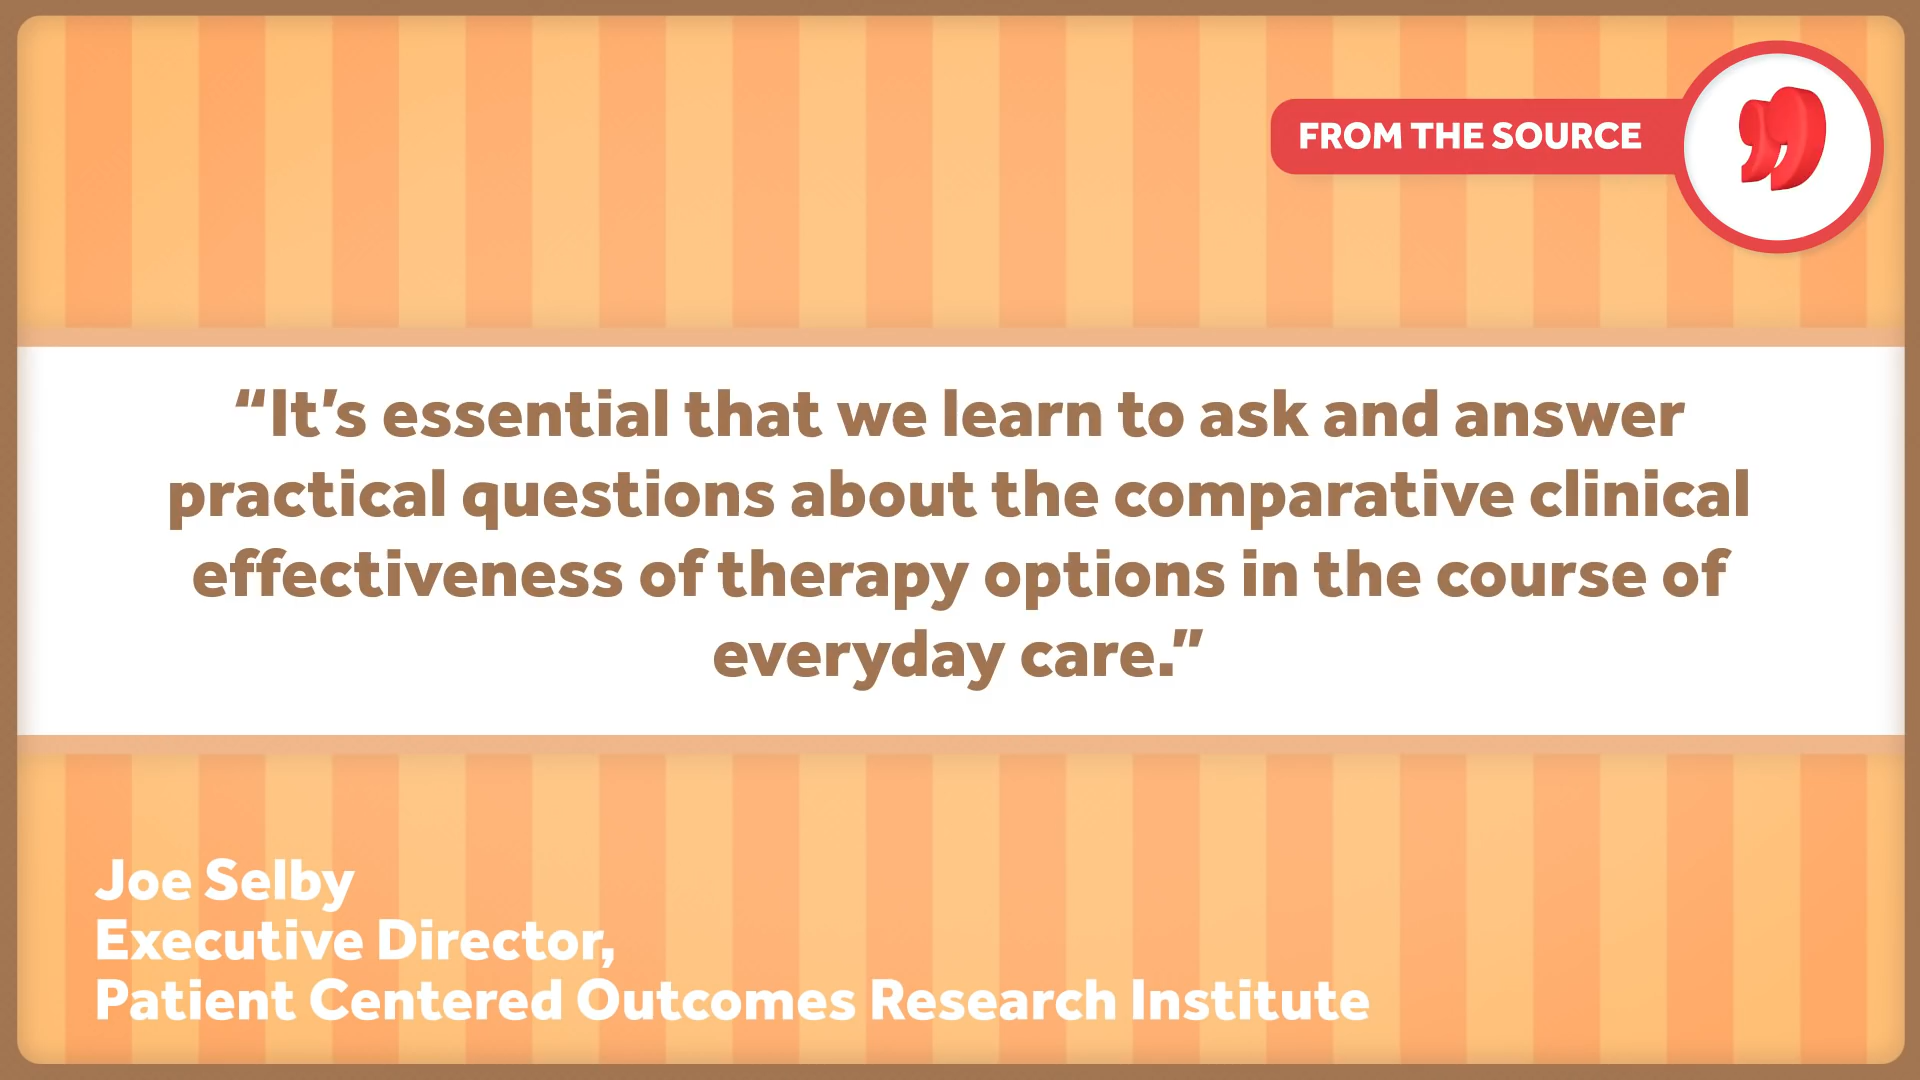 FROM THE SOURCE
“It’s essential that we learn to ask and answer
practical questions about the comparative clinical
effectiveness of therapy options in the course of
everyday care.”
Joe Selby
Executive Director,
Patient Centered Outcomes Research Institute